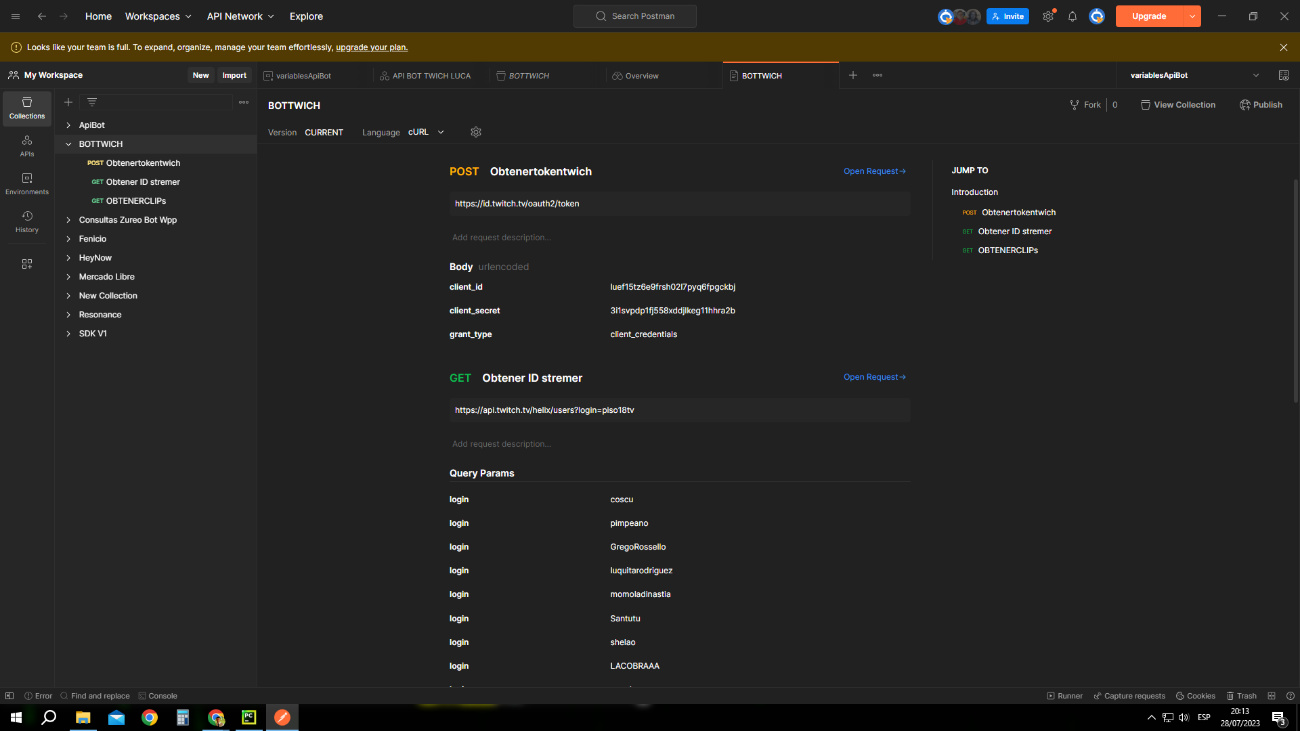 Home Workspaces API Network Explore Search Postman Invite Upgrade
Looks like your team is full. To expand, organize, manage your team effortlessly, upgrade your plan.
My Workspace New Import variablesApiBot API BOT TWICH LUCA BOTTWICH Overview BOTTWICH variablesApiBot
Collections
APIs
Environments
History
ApiBot
BOTTWICH
POST Obtenertokentwich
GET Obtener ID stremer
GET OBTENERCLIPs
Consultas Zureo Bot Wpp
Fenicio
HeyNow
Mercado Libre
New Collection
Resonance
SDK V1
BOTTWICH Fork 0 View Collection Publish
Version CURRENT Language cURL
POST Obtenertokentwich Open Request→
https://id.twitch.tv/oauth2/token
Add request description...
Body urlencoded
client_id luef15tz6e9frsh02l7pyq6fpgckbj
client_secret 3i1svpdp1fj558xddjlkeg11hhra2b
grant_type client_credentials
GET Obtener ID stremer Open Request→
https://api.twitch.tv/helix/users?login=piso18tv
Add request description...
Query Params
login coscu
login pimpeano
login GregoRossello
login luquitarodriguez
login momoladinastia
login Santutu
login shelao
login LACOBRAAA
JUMP TO
Introduction
POST Obtenertokentwich
GET Obtener ID stremer
GET OBTENERCLIPs
Error Find and replace Console Runner Capture requests Cookies Trash
PC ESP 20:13
28/07/2023 3